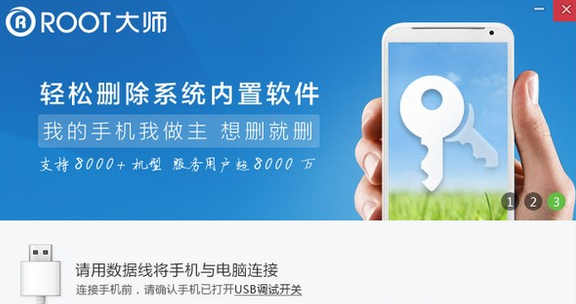 ROOT大师
轻松删除系统内置软件
我的手机我做主 想删就删
支持8000+机型 服务用户超8000万
1 2 3
请用数据线将手机与电脑连接
连接手机前，请确认手机已打开USB调试开关